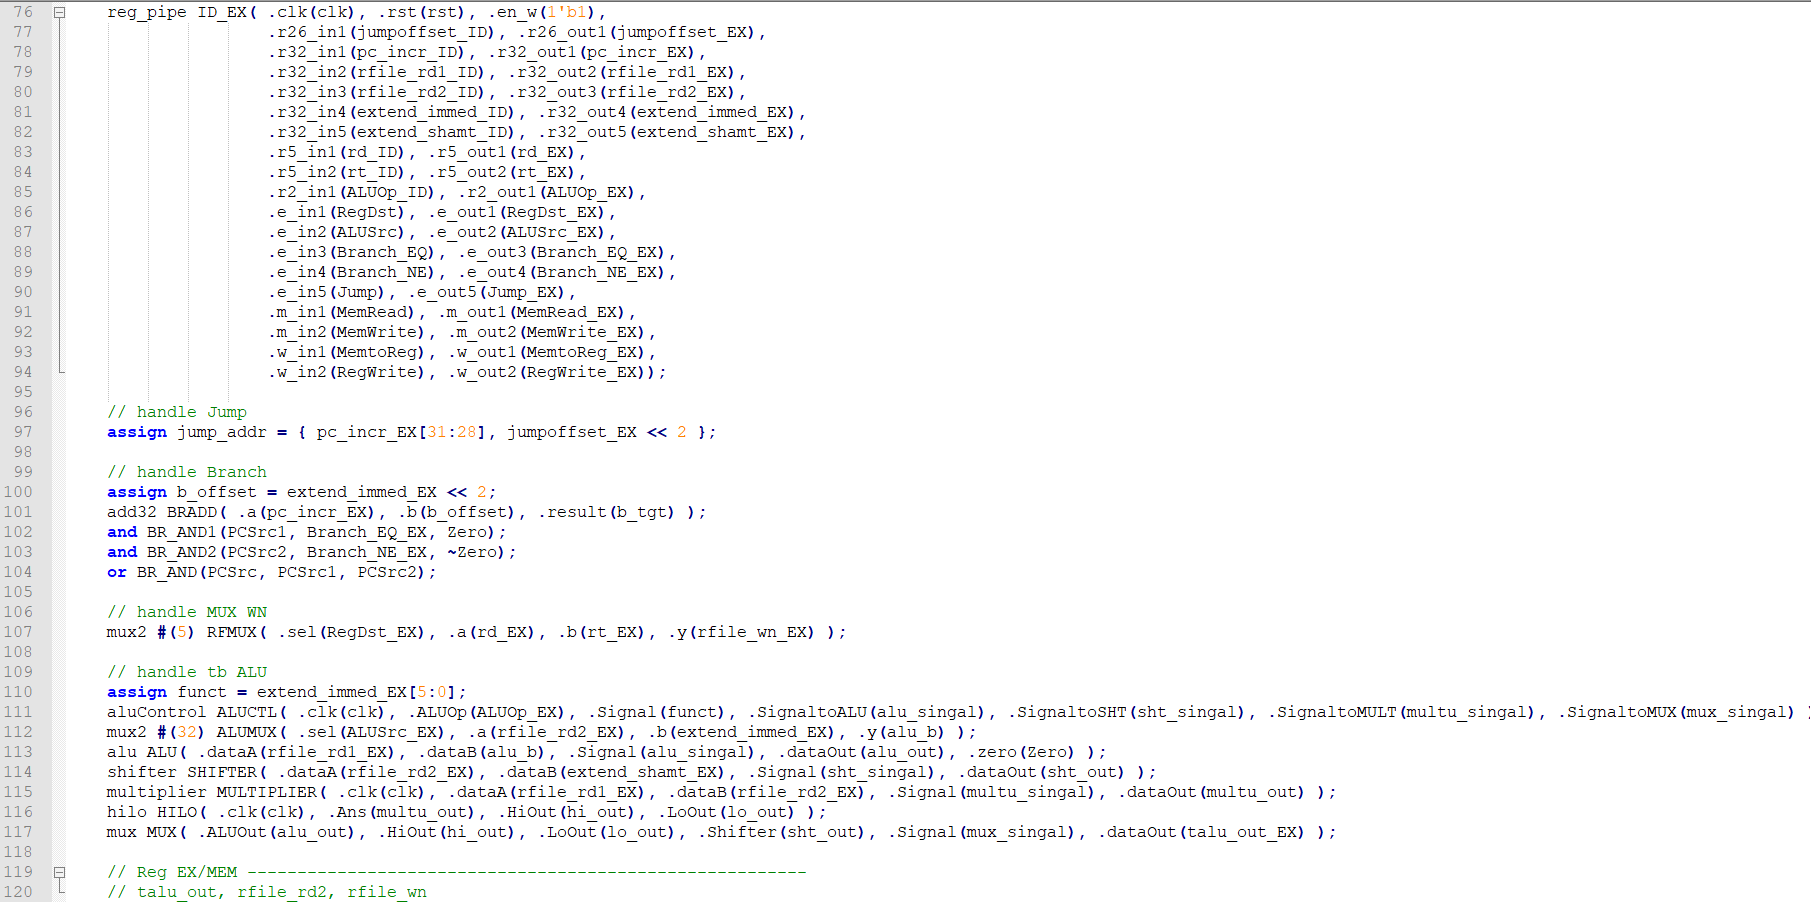 76 reg_pipe ID_EX( .clk(clk), .rst(rst), .en_w(1'b1),
77 .r26_in1(jumpoffset_ID), .r26_out1(jumpoffset_EX),
78 .r32_in1(pc_incr_ID), .r32_out1(pc_incr_EX),
79 .r32_in2(rfile_rd1_ID), .r32_out2(rfile_rd1_EX),
80 .r32_in3(rfile_rd2_ID), .r32_out3(rfile_rd2_EX),
81 .r32_in4(extend_immed_ID), .r32_out4(extend_immed_EX),
82 .r32_in5(extend_shamt_ID), .r32_out5(extend_shamt_EX),
83 .r5_in1(rd_ID), .r5_out1(rd_EX),
84 .r5_in2(rt_ID), .r5_out2(rt_EX),
85 .r2_in1(ALUOp_ID), .r2_out1(ALUOp_EX),
86 .e_in1(RegDst), .e_out1(RegDst_EX),
87 .e_in2(ALUSrc), .e_out2(ALUSrc_EX),
88 .e_in3(Branch_EQ), .e_out3(Branch_EQ_EX),
89 .e_in4(Branch_NE), .e_out4(Branch_NE_EX),
90 .e_in5(Jump), .e_out5(Jump_EX),
91 .m_in1(MemRead), .m_out1(MemRead_EX),
92 .m_in2(MemWrite), .m_out2(MemWrite_EX),
93 .w_in1(MemtoReg), .w_out1(MemtoReg_EX),
94 .w_in2(RegWrite), .w_out2(RegWrite_EX));
95
96 // handle Jump
97 assign jump_addr = { pc_incr_EX[31:28], jumpoffset_EX << 2 };
98
99 // handle Branch
100 assign b_offset = extend_immed_EX << 2;
101 add32 BRADD( .a(pc_incr_EX), .b(b_offset), .result(b_tgt) );
102 and BR_AND1(PCSrc1, Branch_EQ_EX, Zero);
103 and BR_AND2(PCSrc2, Branch_NE_EX, ~Zero);
104 or BR_AND(PCSrc, PCSrc1, PCSrc2);
105
106 // handle MUX WN
107 mux2 #(5) RFMUX( .sel(RegDst_EX), .a(rd_EX), .b(rt_EX), .y(rfile_wn_EX) );
108
109 // handle tb ALU
110 assign funct = extend_immed_EX[5:0];
111 aluControl ALUCTL( .clk(clk), .ALUOp(ALUOp_EX), .Signal(funct), .SignaltoALU(alu_singal), .SignaltoSHT(sht_singal), .SignaltoMULT(multu_singal), .SignaltoMUX(mux_singal) )
112 mux2 #(32) ALUMUX( .sel(ALUSrc_EX), .a(rfile_rd2_EX), .b(extend_immed_EX), .y(alu_b) );
113 alu ALU( .dataA(rfile_rd1_EX), .dataB(alu_b), .Signal(alu_singal), .dataOut(alu_out), .zero(Zero) );
114 shifter SHIFTER( .dataA(rfile_rd2_EX), .dataB(extend_shamt_EX), .Signal(sht_singal), .dataOut(sht_out) );
115 multiplier MULTIPLIER( .clk(clk), .dataA(rfile_rd1_EX), .dataB(rfile_rd2_EX), .Signal(multu_singal), .dataOut(multu_out) );
116 hilo HILO( .clk(clk), .Ans(multu_out), .HiOut(hi_out), .LoOut(lo_out) );
117 mux MUX( .ALUOut(alu_out), .HiOut(hi_out), .LoOut(lo_out), .Shifter(sht_out), .Signal(mux_singal), .dataOut(talu_out_EX) );
118
119 // Reg EX/MEM --------------------------------------------------------
120 // talu_out, rfile_rd2, rfile_wn